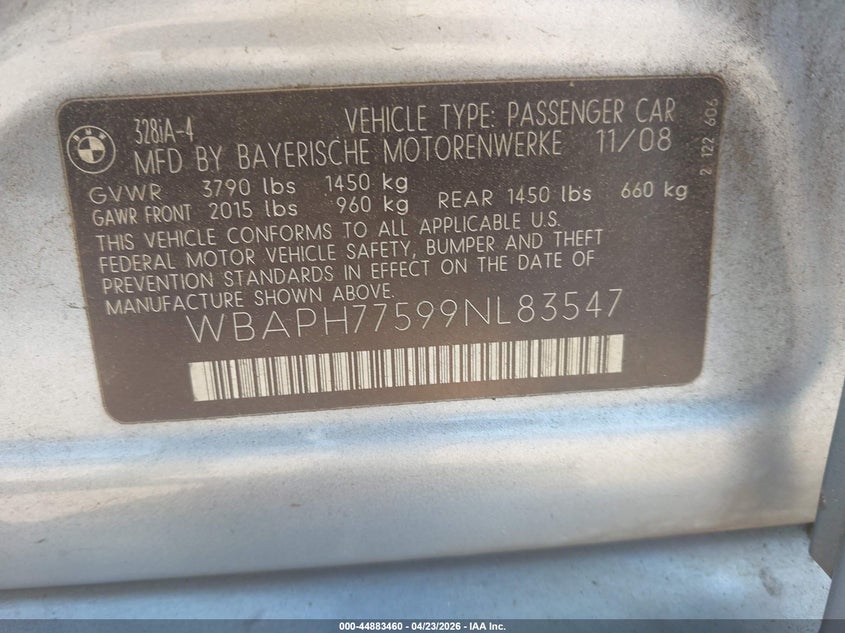 BMW
328iA-4 VEHICLE TYPE: PASSENGER CAR
MFD BY BAYERISCHE MOTORENWERKE 11/08
GVWR 3790 lbs 1450 kg
GAWR FRONT 2015 lbs 960 kg REAR 1450 lbs 660 kg
THIS VEHICLE CONFORMS TO ALL APPLICABLE U.S.
FEDERAL MOTOR VEHICLE SAFETY, BUMPER AND THEFT
PREVENTION STANDARDS IN EFFECT ON THE DATE OF
MANUFACTURE SHOWN ABOVE.
WBAPH77599NL83547
2 122 606
000-44883460 - 04/23/2026 - IAA Inc.